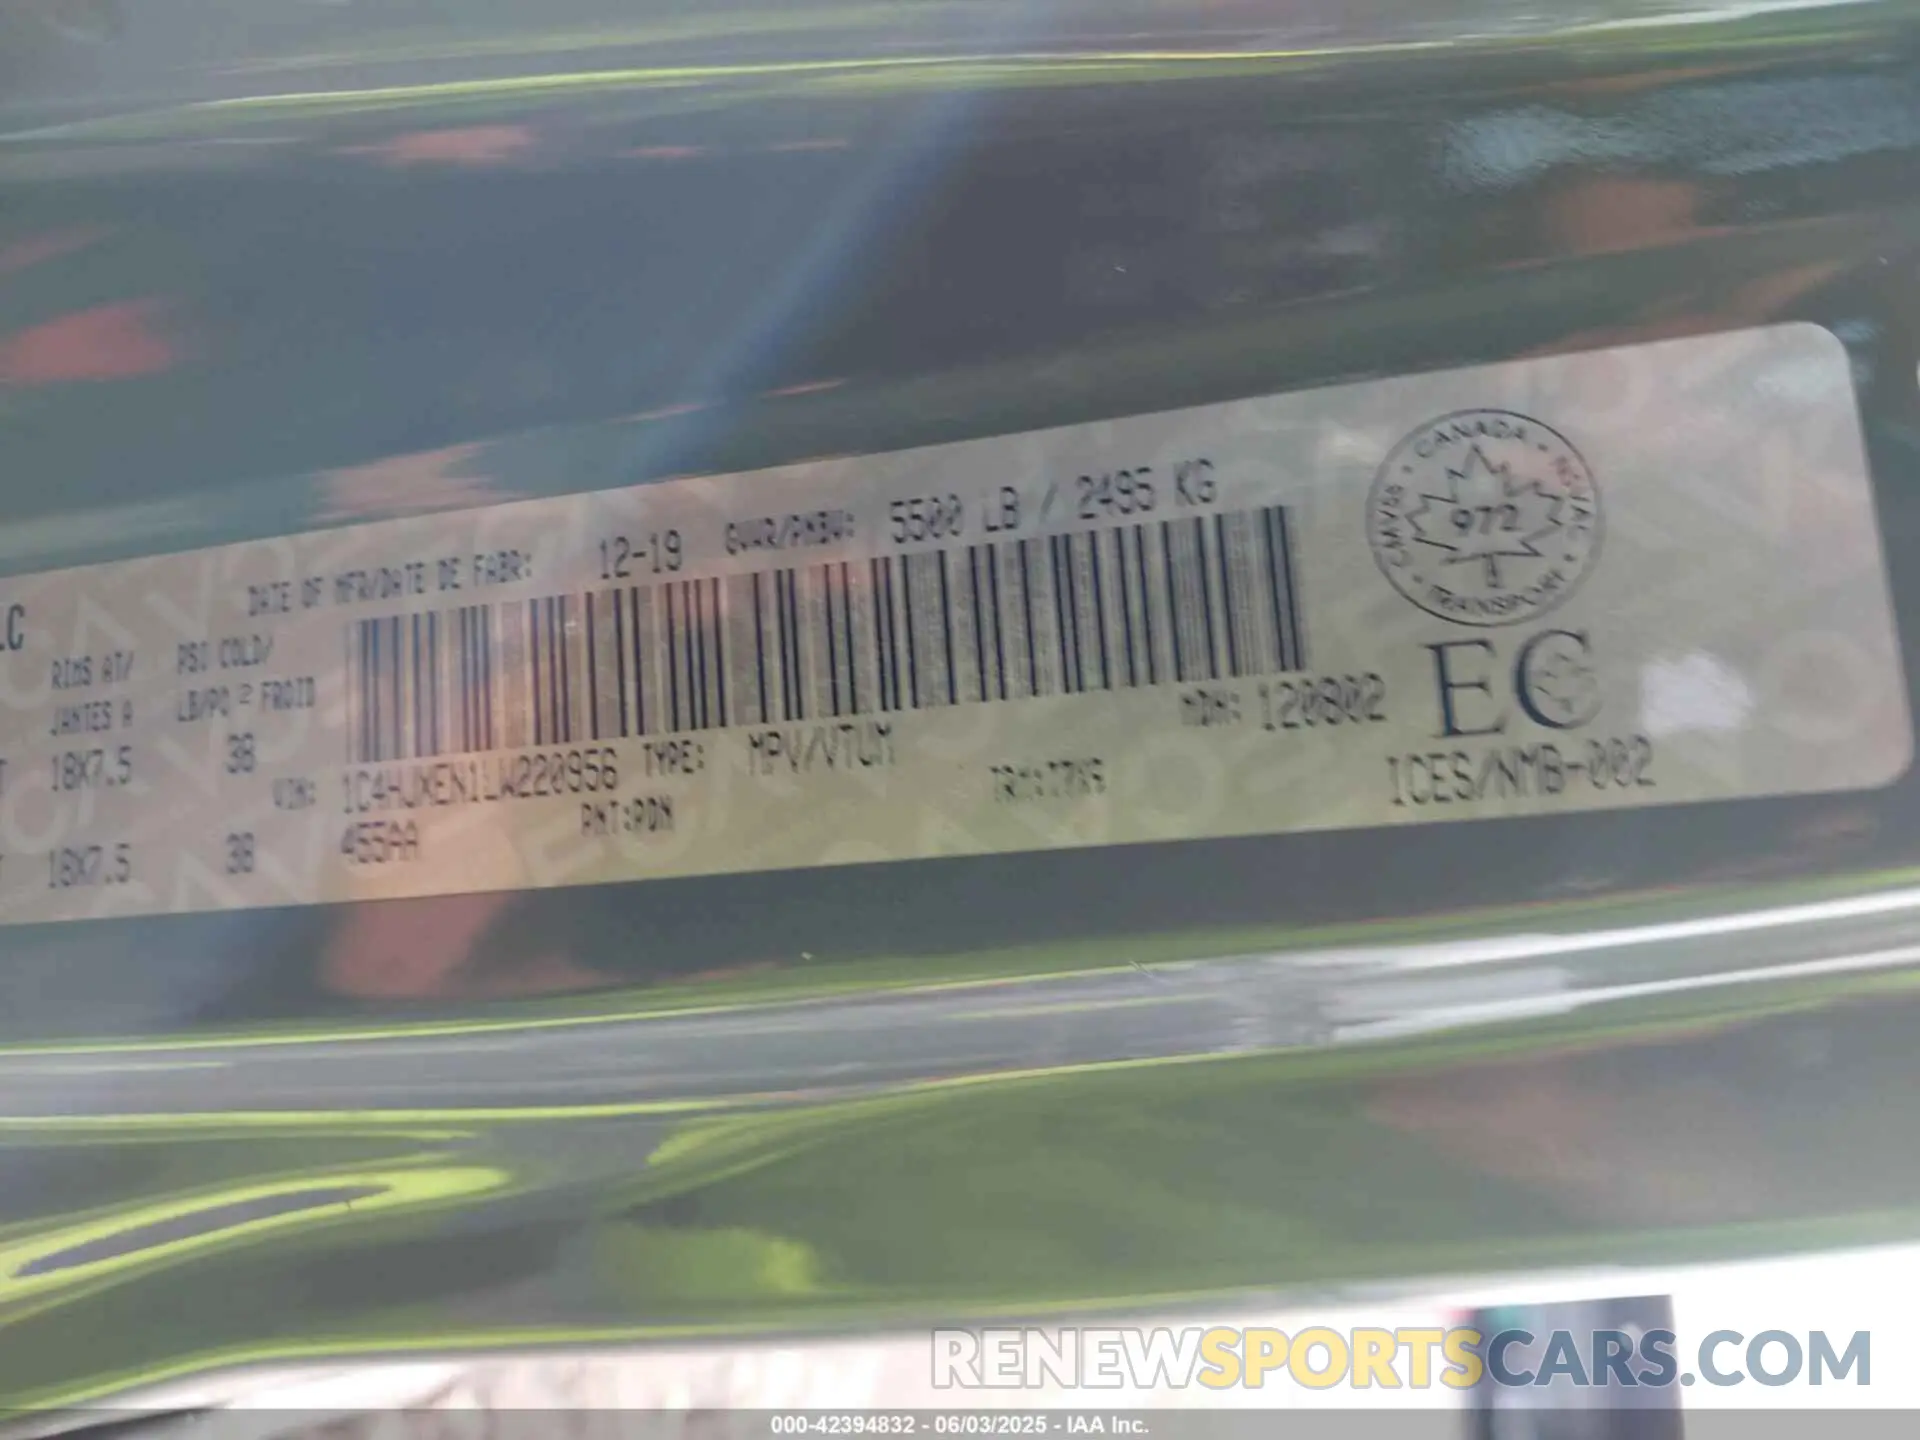 LC
DATE OF MFR/DATE DE FABR: 12-19 GVWR/PNBV: 5500 LB / 2495 KG
RIMS AT/
JANTES A
PSI COLD/
LB/PO² FROID
18X7.5 38
18X7.5 38
VIN: 1C4HJXEN1LW220956 TYPE: MPV/VTUM MDH: 120802
455AA PNT:PDN
CMVSS • CANADA • NSVAC • TRANSPORT
972
EC
ICES/NMB-002
RENEWSPORTSCARS.COM
000-42394832 - 06/03/2025 - IAA Inc.